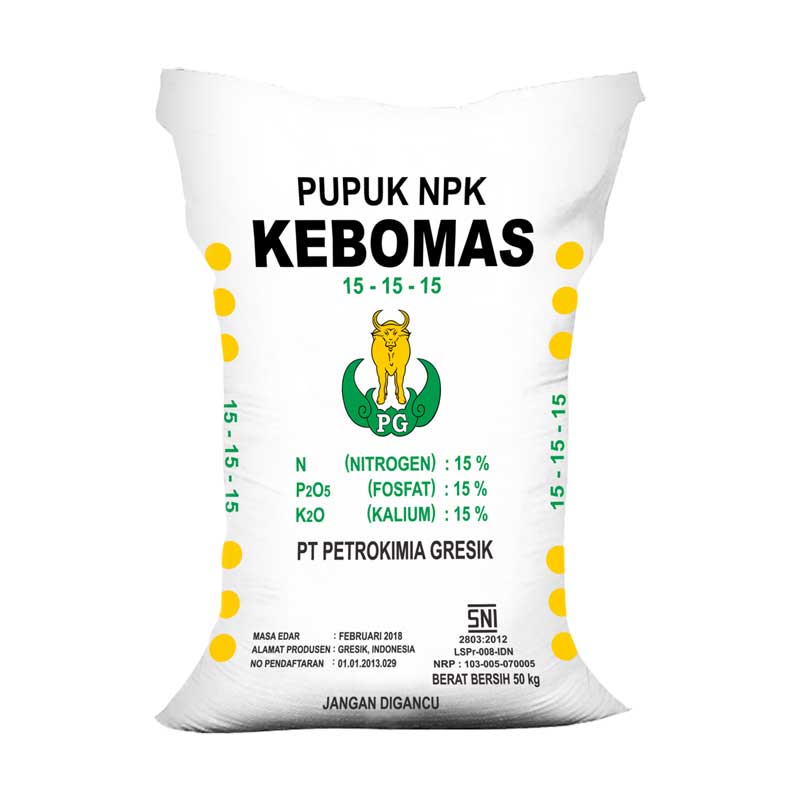 PUPUK NPK
KEBOMAS
15 - 15 - 15
PG
N (NITROGEN) : 15 %
P2O5 (FOSFAT) : 15 %
K2O (KALIUM) : 15 %
PT PETROKIMIA GRESIK
15 - 15 - 15
15 - 15 - 15
MASA EDAR : FEBRUARI 2018
ALAMAT PRODUSEN : GRESIK, INDONESIA
NO PENDAFTARAN : 01.01.2013.029
SNI
2803:2012
LSPr-008-IDN
NRP : 103-005-070005
BERAT BERSIH 50 kg
JANGAN DIGANCU